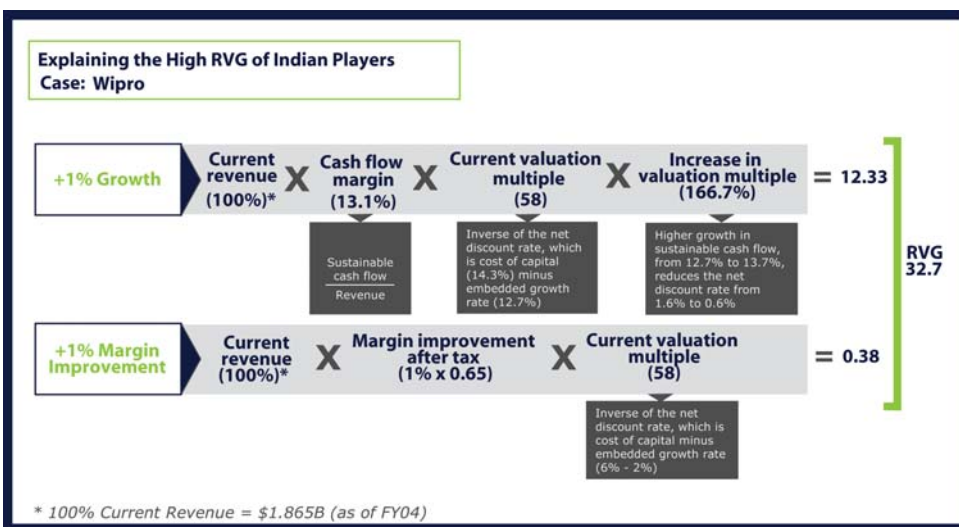 Explaining the High RVG of Indian Players
Case: Wipro
+1% Growth
Current
revenue
(100%)*
X
Cash flow
margin
(13.1%)
X
Current valuation
multiple
(58)
X
Increase in
valuation multiple
(166.7%)
= 12.33
Sustainable
cash flow
Revenue
Inverse of the net
discount rate, which
is cost of capital
(14.3%) minus
embedded growth
rate (12.7%)
Higher growth in
sustainable cash flow,
from 12.7% to 13.7%,
reduces the net
discount rate from
1.6% to 0.6%
RVG
32.7
+1% Margin
Improvement
Current
revenue
(100%)*
X
Margin improvement
after tax
(1% x 0.65)
X
Current valuation
multiple
(58)
= 0.38
Inverse of the net
discount rate, which is
cost of capital minus
embedded growth rate
(6% - 2%)
* 100% Current Revenue = $1.865B (as of FY04)